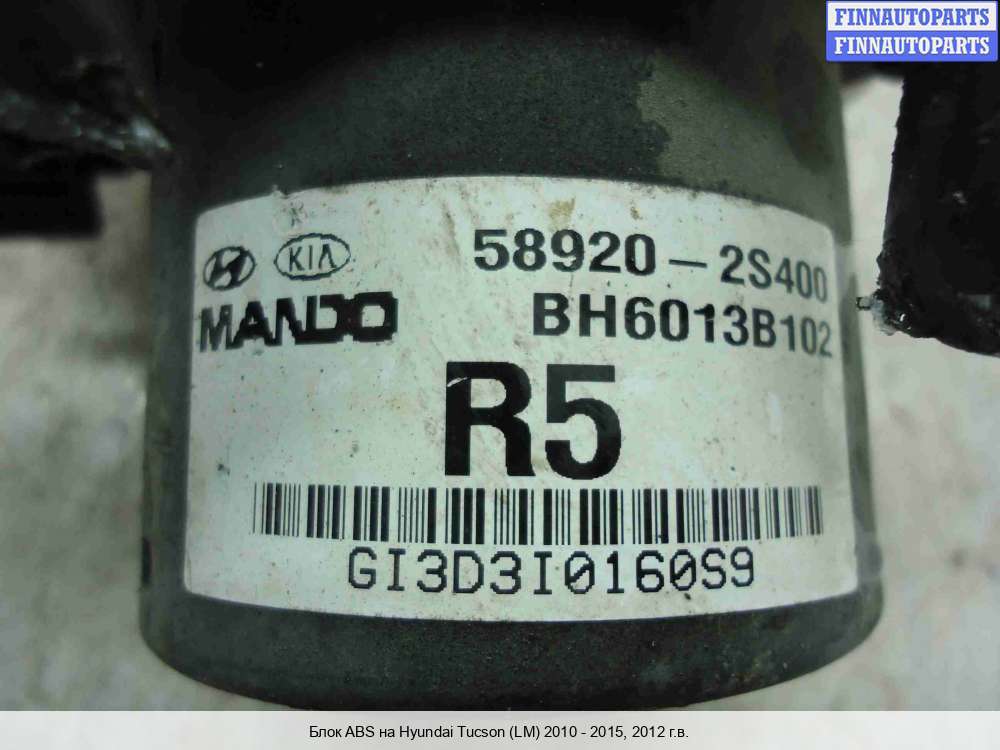 FINNAUTOPARTS
FINNAUTOPARTS
KIA 58920-2S400
MANDO BH6013B102
R5
GI3D3I0160S9
Блок ABS на Hyundai Tucson (LM) 2010 - 2015, 2012 г.в.